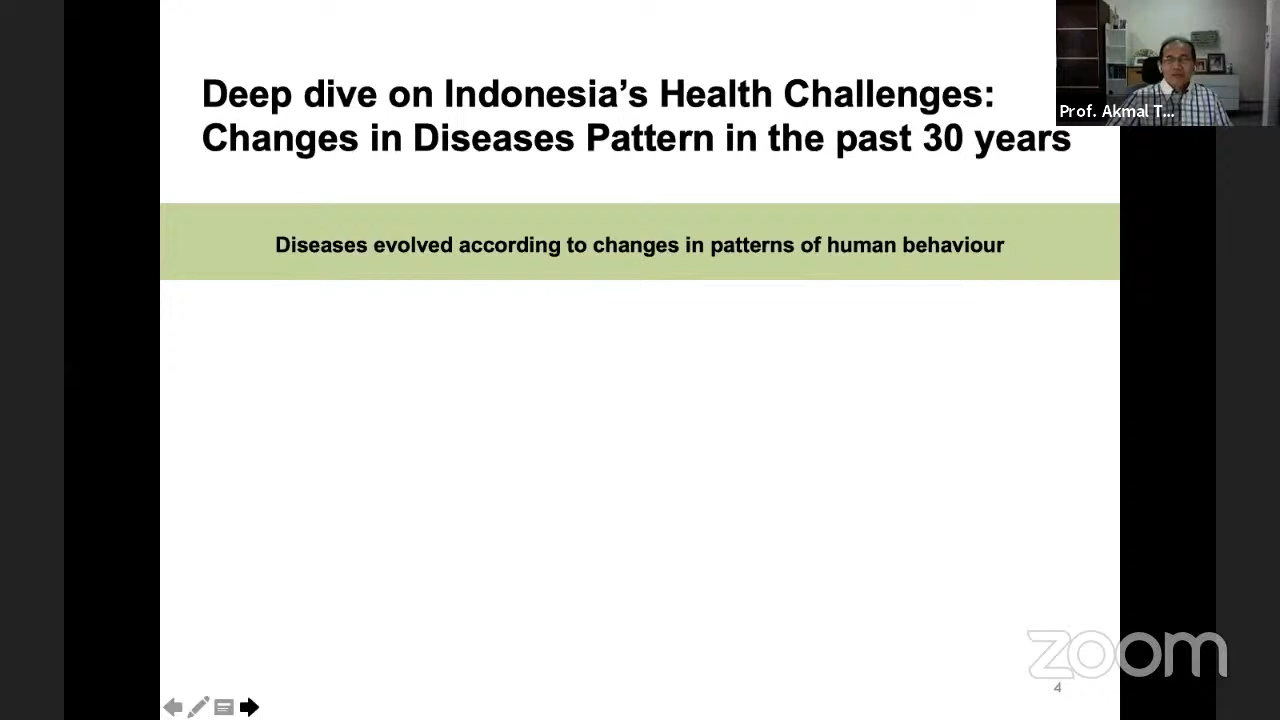 Deep dive on Indonesia’s Health Challenges:
Changes in Diseases Pattern in the past 30 years
Prof. Akmal T...
Diseases evolved according to changes in patterns of human behaviour
zoom
4